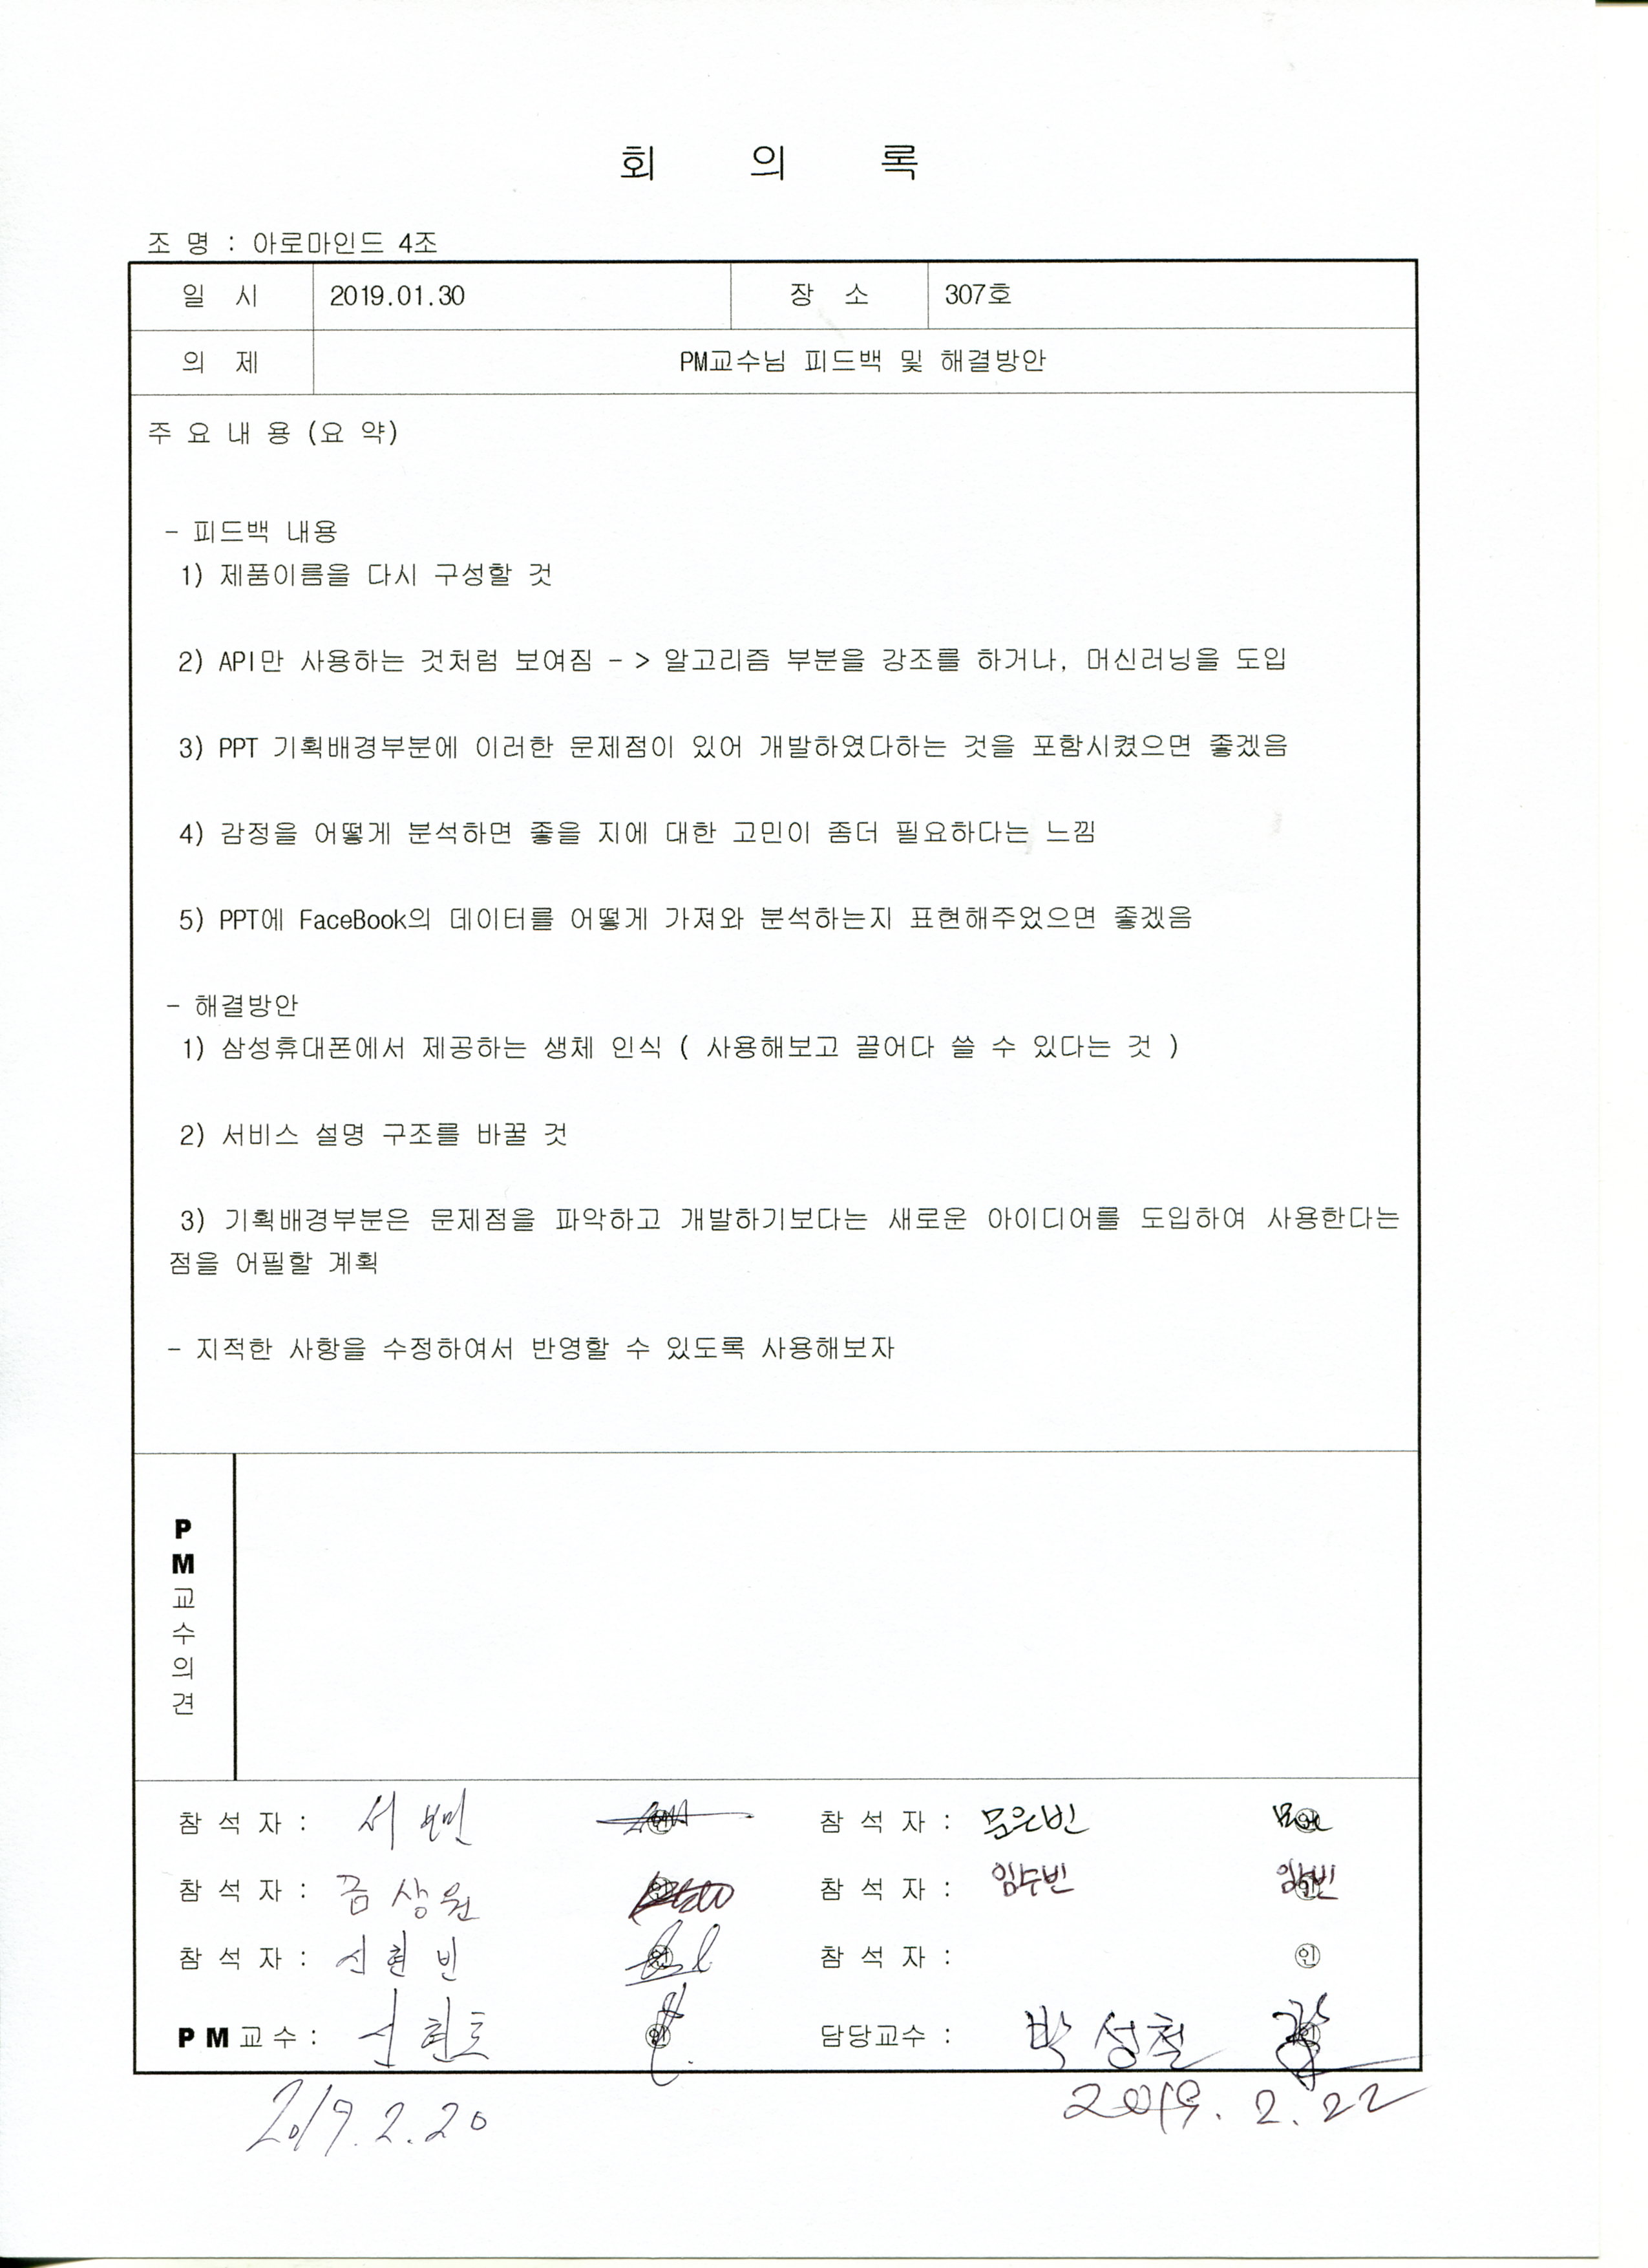 회 의 록
조 명 : 아로마인드 4조
일 시 2019.01.30 장 소 307호
의 제 PM교수님 피드백 및 해결방안
주 요 내 용 (요 약)
- 피드백 내용
1) 제품이름을 다시 구성할 것
2) API만 사용하는 것처럼 보여짐 - > 알고리즘 부분을 강조를 하거나, 머신러닝을 도입
3) PPT 기획배경부분에 이러한 문제점이 있어 개발하였다하는 것을 포함시켰으면 좋겠음
4) 감정을 어떻게 분석하면 좋을 지에 대한 고민이 좀더 필요하다는 느낌
5) PPT에 FaceBook의 데이터를 어떻게 가져와 분석하는지 표현해주었으면 좋겠음
- 해결방안
1) 삼성휴대폰에서 제공하는 생체 인식 ( 사용해보고 끌어다 쓸 수 있다는 것 )
2) 서비스 설명 구조를 바꿀 것
3) 기획배경부분은 문제점을 파악하고 개발하기보다는 새로운 아이디어를 도입하여 사용한다는
점을 어필할 계획
- 지적한 사항을 수정하여서 반영할 수 있도록 사용해보자
PM교수의견
참 석 자 : 서 참 석 자 : 문은빈
참 석 자 : 금상원 참 석 자 : 임수빈 임수빈
참 석 자 : 신현빈 참 석 자 : 인
PM교수 : 신현호 인 담당교수 : 박성철
2019.2.20 2019.2.22